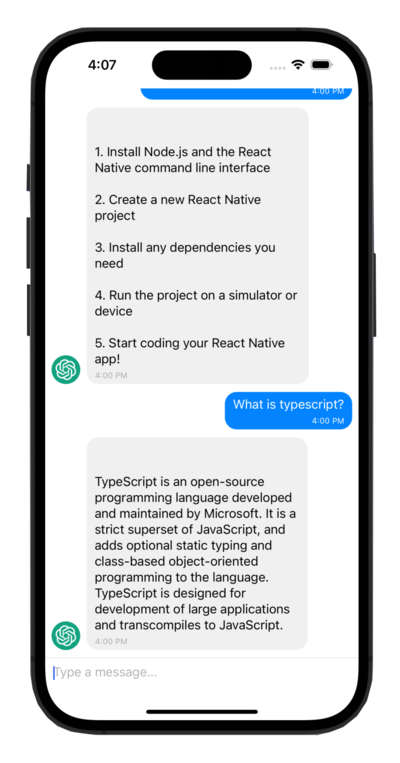 4:07
4:00 PM
1. Install Node.js and the React
Native command line interface
2. Create a new React Native
project
3. Install any dependencies you
need
4. Run the project on a simulator or
device
5. Start coding your React Native
app!
4:00 PM
What is typescript?
4:00 PM
TypeScript is an open-source
programming language developed
and maintained by Microsoft. It is a
strict superset of JavaScript, and
adds optional static typing and
class-based object-oriented
programming to the language.
TypeScript is designed for
development of large applications
and transcompiles to JavaScript.
4:00 PM
Type a message...